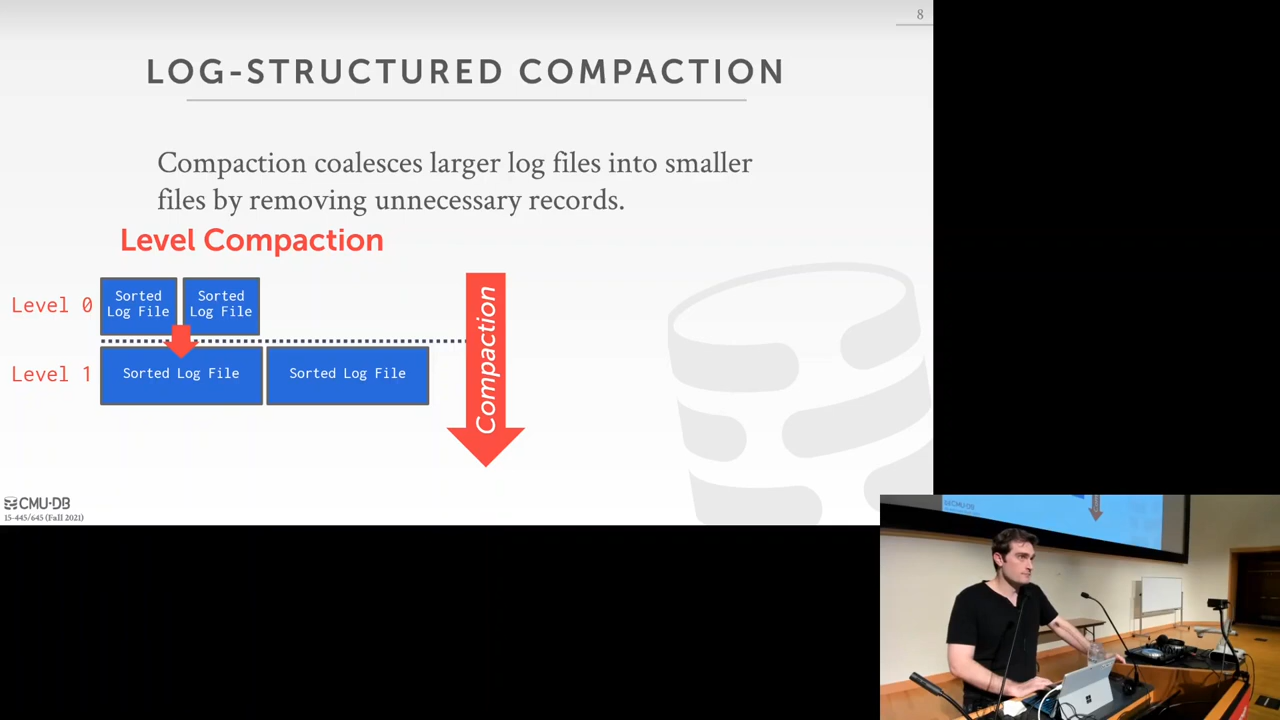 8
LOG-STRUCTURED COMPACTION
Compaction coalesces larger log files into smaller
files by removing unnecessary records.
Level Compaction
Level 0
Sorted
Log File
Sorted
Log File
Level 1
Sorted Log File
Sorted Log File
Compaction
CMU·DB
15-445/645 (Fall 2021)
CMU·DB